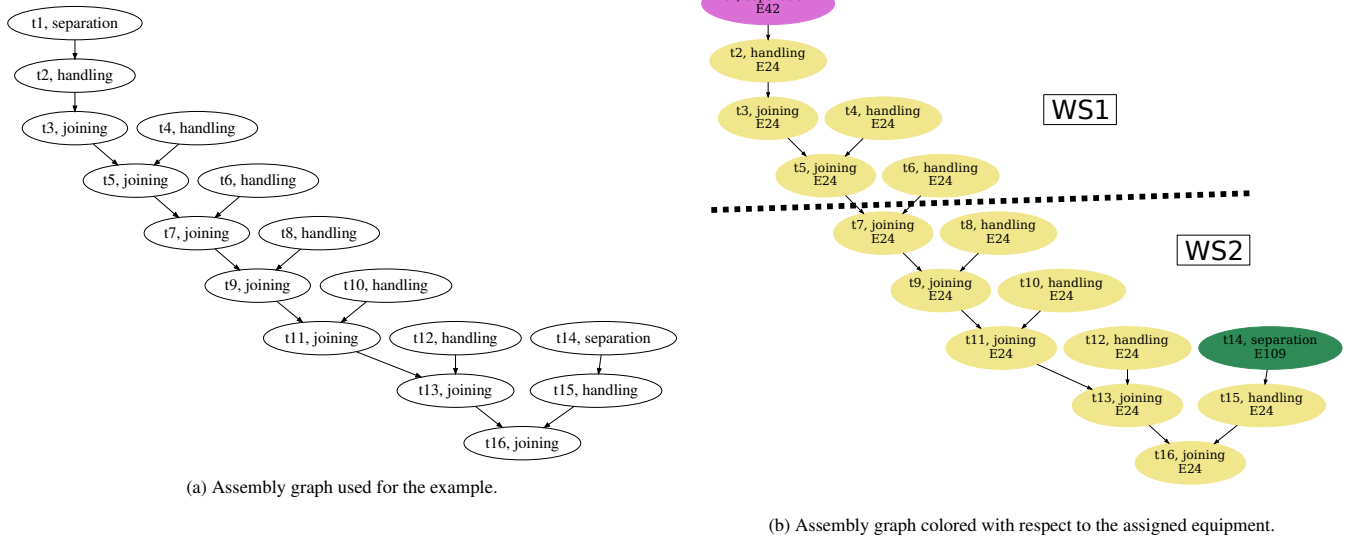 t1, separation
t2, handling
t3, joining
t4, handling
t5, joining
t6, handling
t7, joining
t8, handling
t9, joining
t10, handling
t11, joining
t12, handling
t14, separation
t13, joining
t15, handling
t16, joining
(a) Assembly graph used for the example.
E42
t2, handling
E24
t3, joining
E24
t4, handling
E24
WS1
t5, joining
E24
t6, handling
E24
t7, joining
E24
t8, handling
E24
WS2
t9, joining
E24
t10, handling
E24
t11, joining
E24
t12, handling
E24
t14, separation
E109
t13, joining
E24
t15, handling
E24
t16, joining
E24
(b) Assembly graph colored with respect to the assigned equipment.